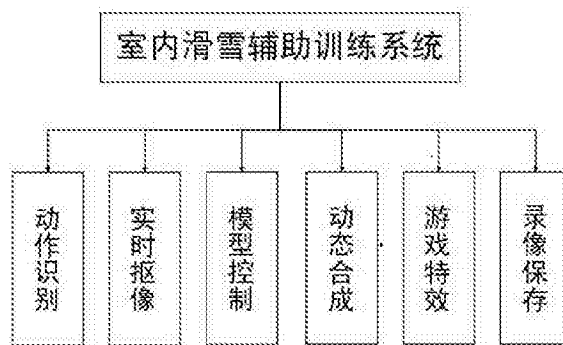 室内滑雪辅助训练系统
动作识别
实时抠像
模型控制
动态合成
游戏特效
录像保存